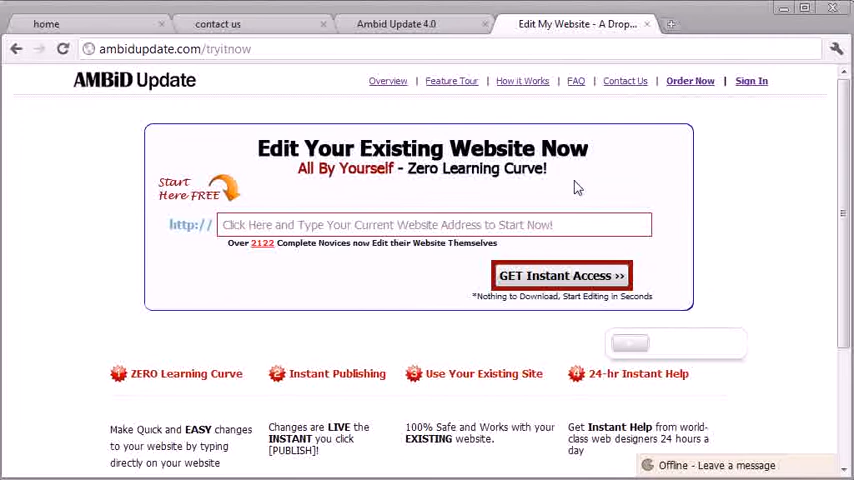 home
contact us
Ambid Update 4.0
Edit My Website - A Drop...
ambidupdate.com/tryitnow
AMBiD Update
Overview | Feature Tour | How it Works | FAQ | Contact Us | Order Now | Sign In
Edit Your Existing Website Now
All By Yourself - Zero Learning Curve!
Start
Here FREE
http:// Click Here and Type Your Current Website Address to Start Now!
Over 2122 Complete Novices now Edit their Website Themselves
GET Instant Access >>
*Nothing to Download, Start Editing in Seconds
1 ZERO Learning Curve
2 Instant Publishing
3 Use Your Existing Site
4 24-hr Instant Help
Make Quick and EASY changes
to your website by typing
directly on your website
Changes are LIVE the
INSTANT you click
[PUBLISH]!
100% Safe and Works with your
EXISTING website.
Get Instant Help from world-
class web designers 24 hours a
day
Offline - Leave a message